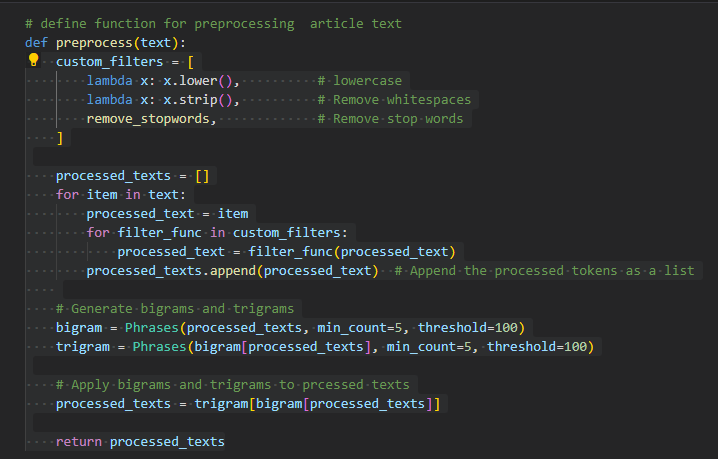 # define function for preprocessing  article text
def preprocess(text):
    custom_filters = [
        lambda x: x.lower(),          # lowercase
        lambda x: x.strip(),          # Remove whitespaces
        remove_stopwords,             # Remove stop words
    ]

    processed_texts = []
    for item in text:
        processed_text = item
        for filter_func in custom_filters:
            processed_text = filter_func(processed_text)
        processed_texts.append(processed_text)  # Append the processed tokens as a list

    # Generate bigrams and trigrams
    bigram = Phrases(processed_texts, min_count=5, threshold=100)
    trigram = Phrases(bigram[processed_texts], min_count=5, threshold=100)

    # Apply bigrams and trigrams to prcessed texts
    processed_texts = trigram[bigram[processed_texts]]

    return processed_texts